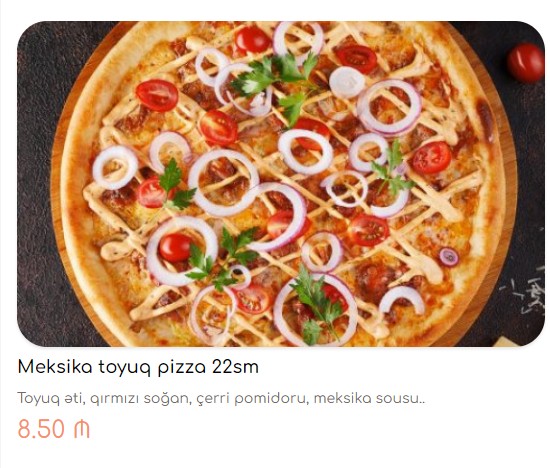 Meksika toyuq pizza 22sm
Toyuq əti, qırmızı soğan, çerri pomidoru, meksika sousu..
8.50 ₼